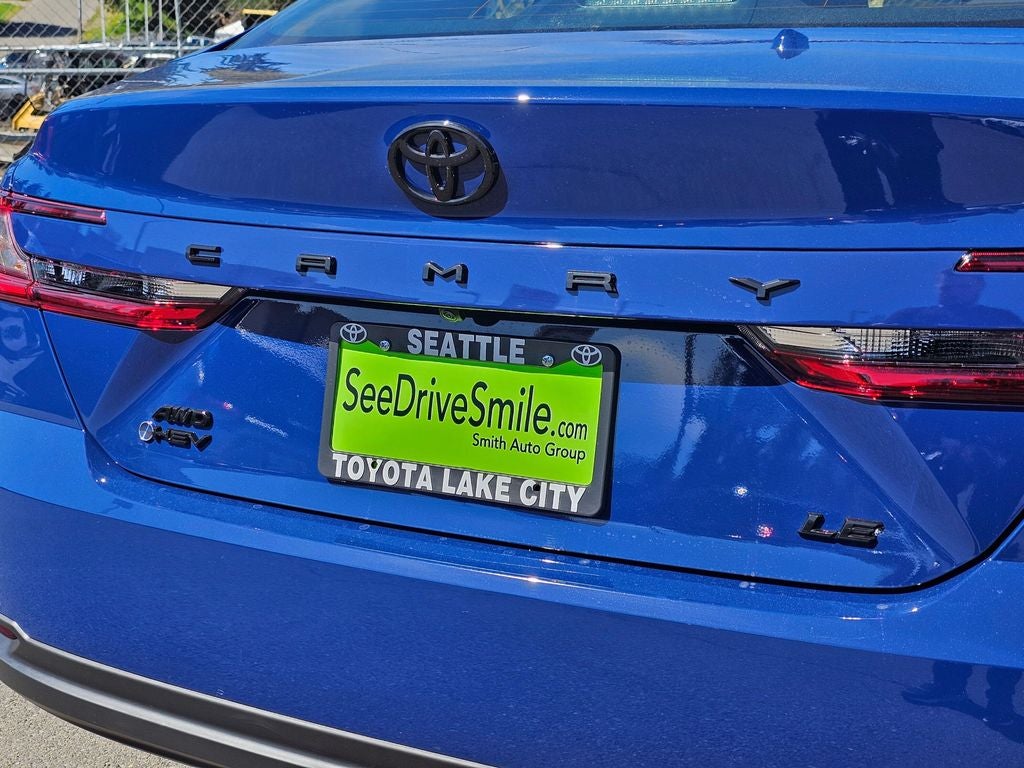 CAMRY
SEATTLE
SeeDriveSmile.com
Smith Auto Group
TOYOTA LAKE CITY
AWD
HEV
LE